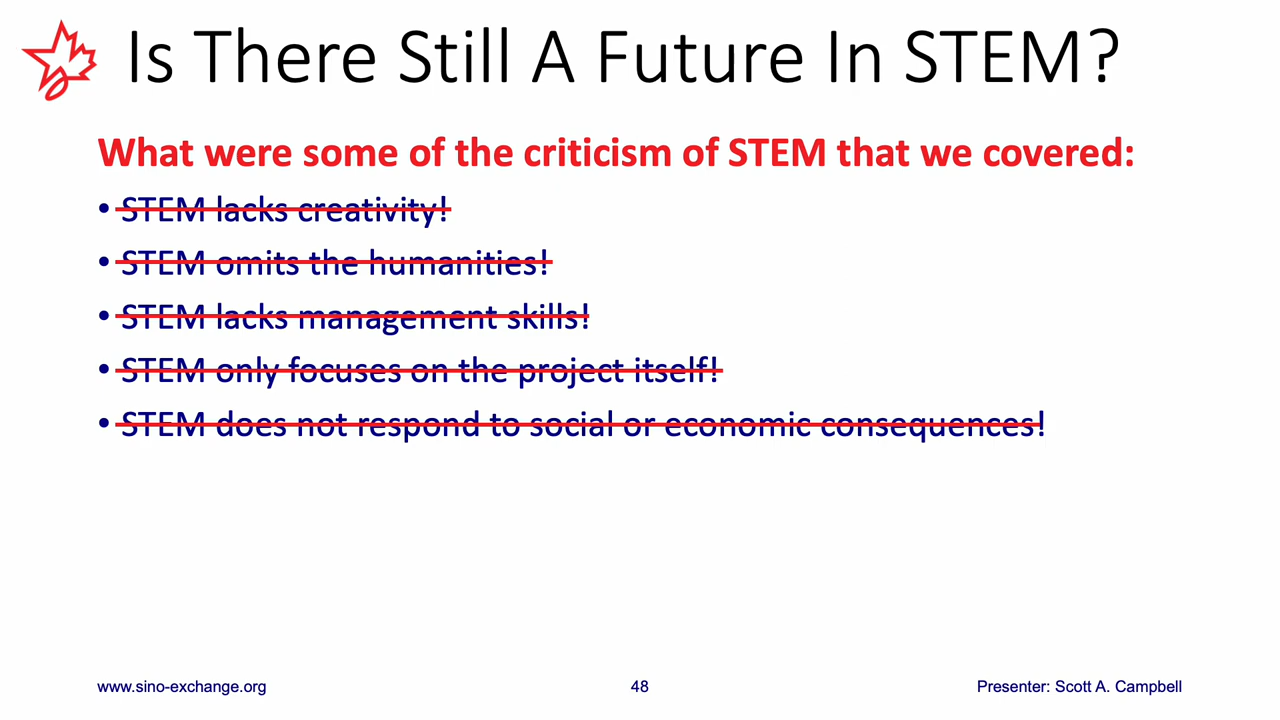 Is There Still A Future In STEM?
What were some of the criticism of STEM that we covered:
• STEM lacks creativity!
• STEM omits the humanities!
• STEM lacks management skills!
• STEM only focuses on the project itself!
• STEM does not respond to social or economic consequences!
www.sino-exchange.org 48 Presenter: Scott A. Campbell